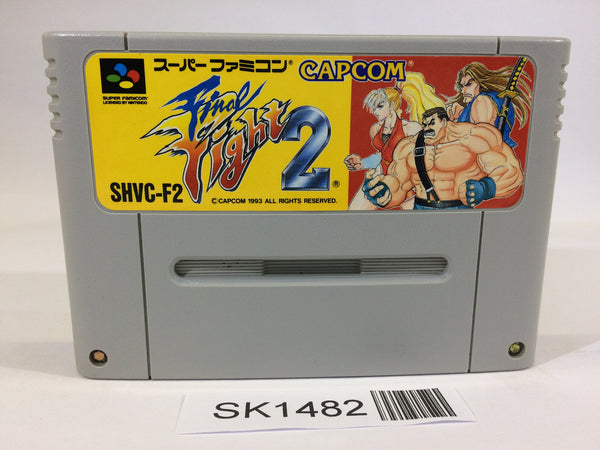 スーパー ファミコン®
CAPCOM®
SUPER FAMICOM
LICENSED BY NINTENDO
Final
Fight
2®
SHVC-F2
© CAPCOM 1993 ALL RIGHTS RESERVED.
SK1482